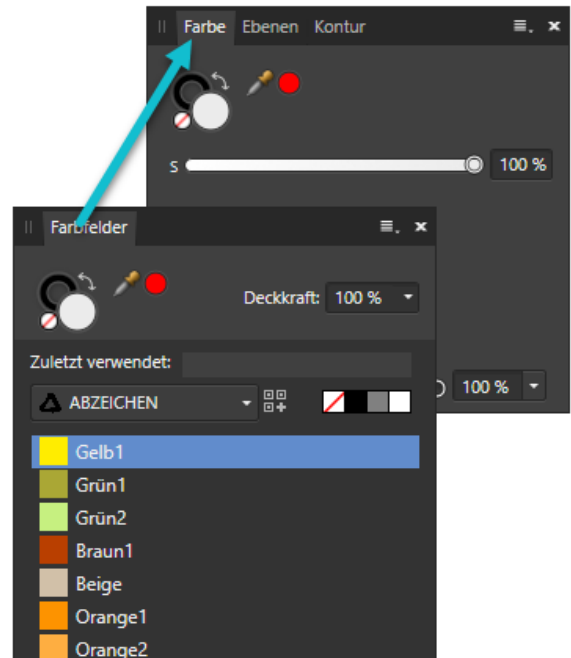 Farbe Ebenen Kontur
S 100 %
Farbfelder
Deckkraft: 100 %
Zuletzt verwendet:
100 %
ABZEICHEN
Gelb1
Grün1
Grün2
Braun1
Beige
Orange1
Orange2